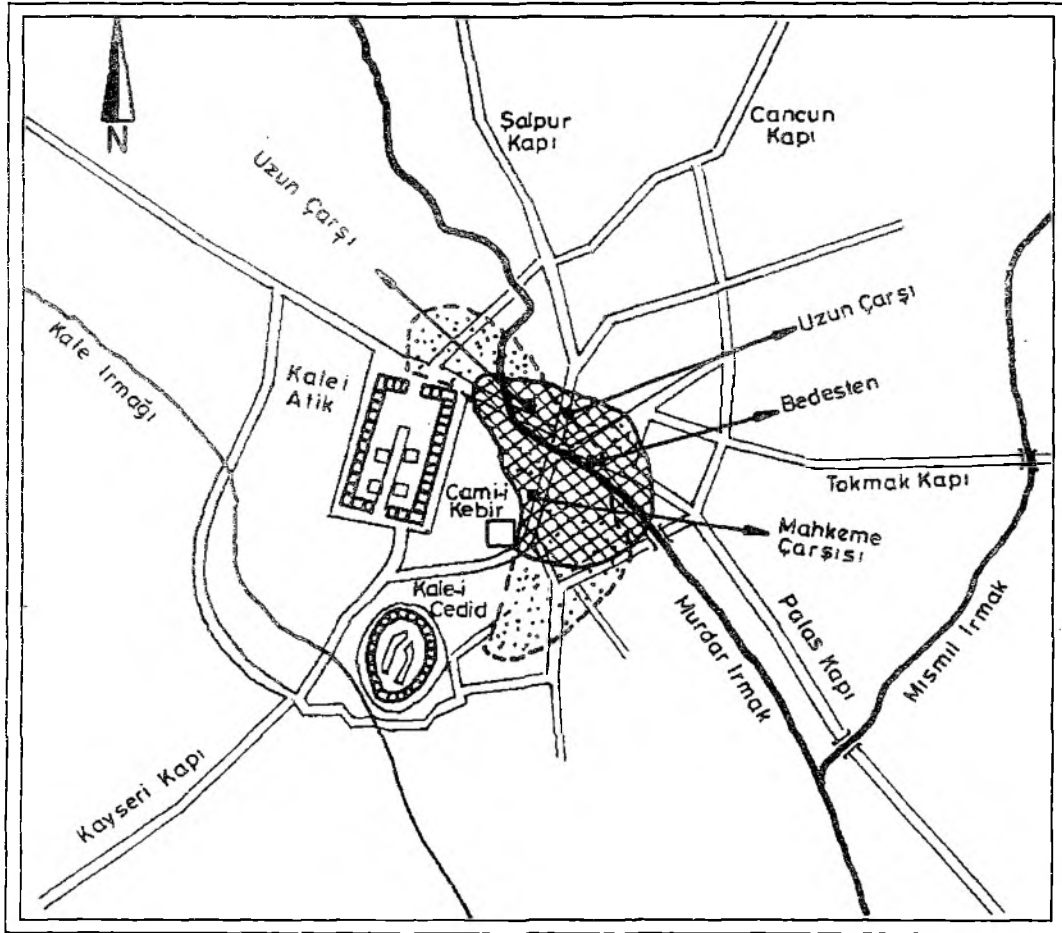 N
Şalpur
Kapı
Cancun
Kapı
Uzun Çarşı
Kale Irmağı
Kalei
Atik
Uzun Çarşı
Bedesten
Cami-i
Kebir
Tokmak Kapı
Mahkeme
Çarşısı
Kale-i
Cedid
Murdar Irmak
Palas Kapı
Mısmıl Irmak
Kayseri Kapı